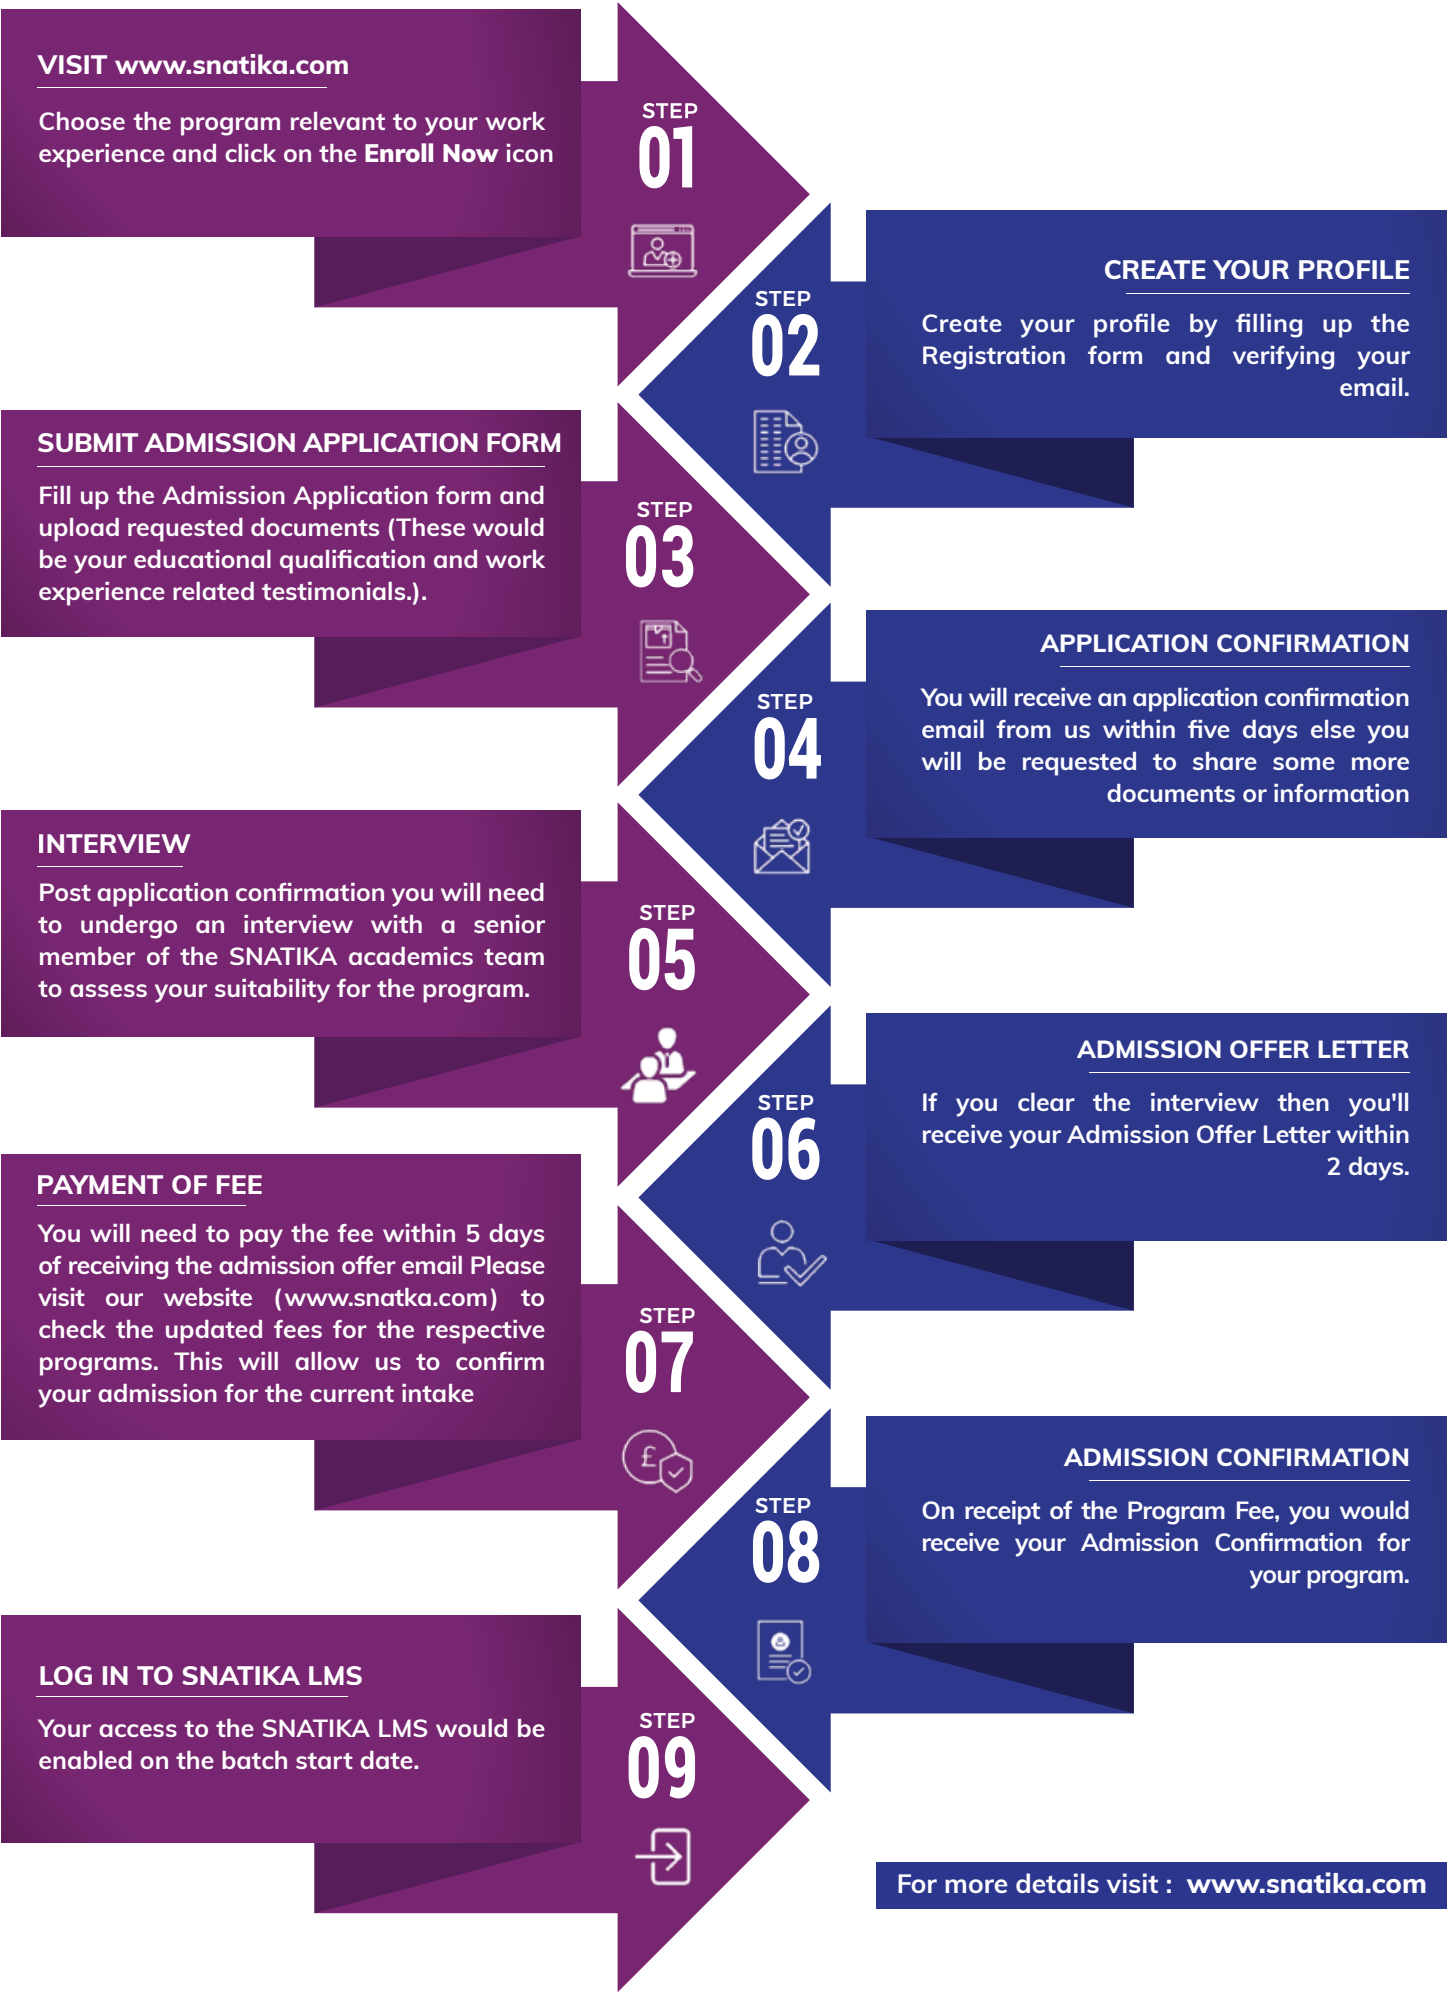 VISIT www.snatika.com
Choose the program relevant to your work
experience and click on the Enroll Now icon
STEP
01
CREATE YOUR PROFILE
Create your profile by filling up the
Registration form and verifying your
email.
STEP
02
SUBMIT ADMISSION APPLICATION FORM
Fill up the Admission Application form and
upload requested documents (These would
be your educational qualification and work
experience related testimonials.).
STEP
03
APPLICATION CONFIRMATION
You will receive an application confirmation
email from us within five days else you
will be requested to share some more
documents or information
STEP
04
INTERVIEW
Post application confirmation you will need
to undergo an interview with a senior
member of the SNATIKA academics team
to assess your suitability for the program.
STEP
05
ADMISSION OFFER LETTER
If you clear the interview then you'll
receive your Admission Offer Letter within
2 days.
STEP
06
PAYMENT OF FEE
You will need to pay the fee within 5 days
of receiving the admission offer email Please
visit our website (www.snatka.com) to
check the updated fees for the respective
programs. This will allow us to confirm
your admission for the current intake
STEP
07
£
ADMISSION CONFIRMATION
On receipt of the Program Fee, you would
receive your Admission Confirmation for
your program.
STEP
08
LOG IN TO SNATIKA LMS
Your access to the SNATIKA LMS would be
enabled on the batch start date.
STEP
09
For more details visit : www.snatika.com